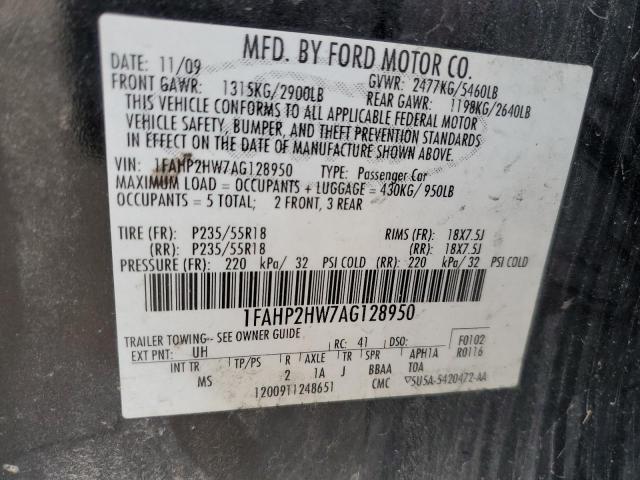 MFD. BY FORD MOTOR CO.
DATE: 11/09 GVWR: 2477KG/5460LB
FRONT GAWR: 1315KG/2900LB REAR GAWR: 1198KG/2640LB
THIS VEHICLE CONFORMS TO ALL APPLICABLE FEDERAL MOTOR
VEHICLE SAFETY, BUMPER, AND THEFT PREVENTION STANDARDS
IN EFFECT ON THE DATE OF MANUFACTURE SHOWN ABOVE.
VIN: 1FAHP2HW7AG128950 TYPE: Passenger Car
MAXIMUM LOAD = OCCUPANTS + LUGGAGE = 430KG/950LB
OCCUPANTS = 5 TOTAL; 2 FRONT, 3 REAR
TIRE (FR): P235/55R18 RIMS (FR): 18X7.5J
(RR): P235/55R18 (RR): 18X7.5J
PRESSURE (FR): 220 kPa/ 32 PSI COLD (RR): 220 kPa/ 32 PSI COLD
1FAHP2HW7AG128950
TRAILER TOWING-- SEE OWNER GUIDE RC: 41 DSO: F0102
EXT PNT: UH APH1A R0116
INT TR TP/PS R AXLE TR SPR TOA
MS 2 1A J BBAA
1200911248651 CMC ▽5U5A-5420472-AA